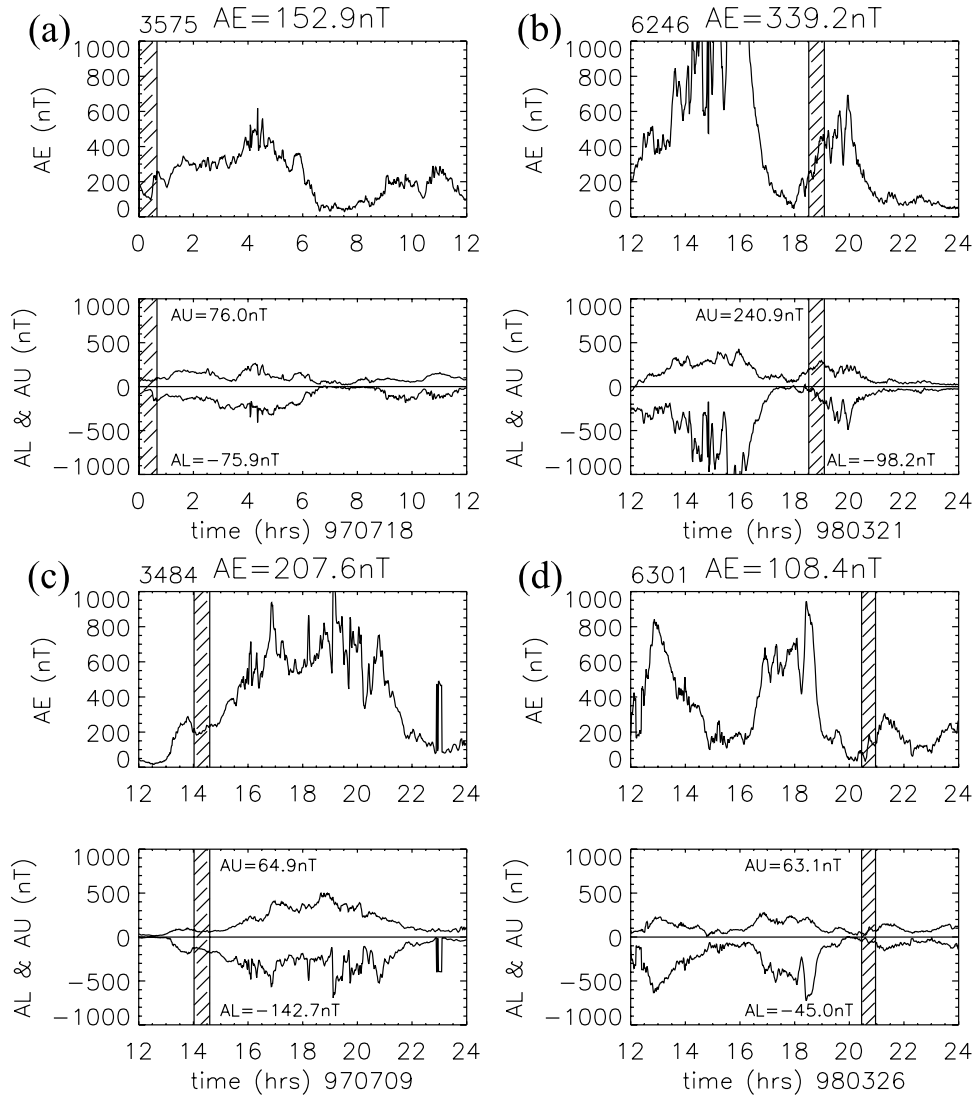 (a) 3575 AE=152.9nT
1000
800
600
400
200
0
AE (nT)
0 2 4 6 8 10 12
1000
500
0
−500
−1000
AL & AU (nT)
AU=76.0nT
AL=−75.9nT
0 2 4 6 8 10 12
time (hrs) 970718
(b) 6246 AE=339.2nT
1000
800
600
400
200
0
AE (nT)
12 14 16 18 20 22 24
1000
500
0
−500
−1000
AL & AU (nT)
AU=240.9nT
AL=−98.2nT
12 14 16 18 20 22 24
time (hrs) 980321
(c) 3484 AE=207.6nT
1000
800
600
400
200
0
AE (nT)
12 14 16 18 20 22 24
1000
500
0
−500
−1000
AL & AU (nT)
AU=64.9nT
AL=−142.7nT
12 14 16 18 20 22 24
time (hrs) 970709
(d) 6301 AE=108.4nT
1000
800
600
400
200
0
AE (nT)
12 14 16 18 20 22 24
1000
500
0
−500
−1000
AL & AU (nT)
AU=63.1nT
AL=−45.0nT
12 14 16 18 20 22 24
time (hrs) 980326